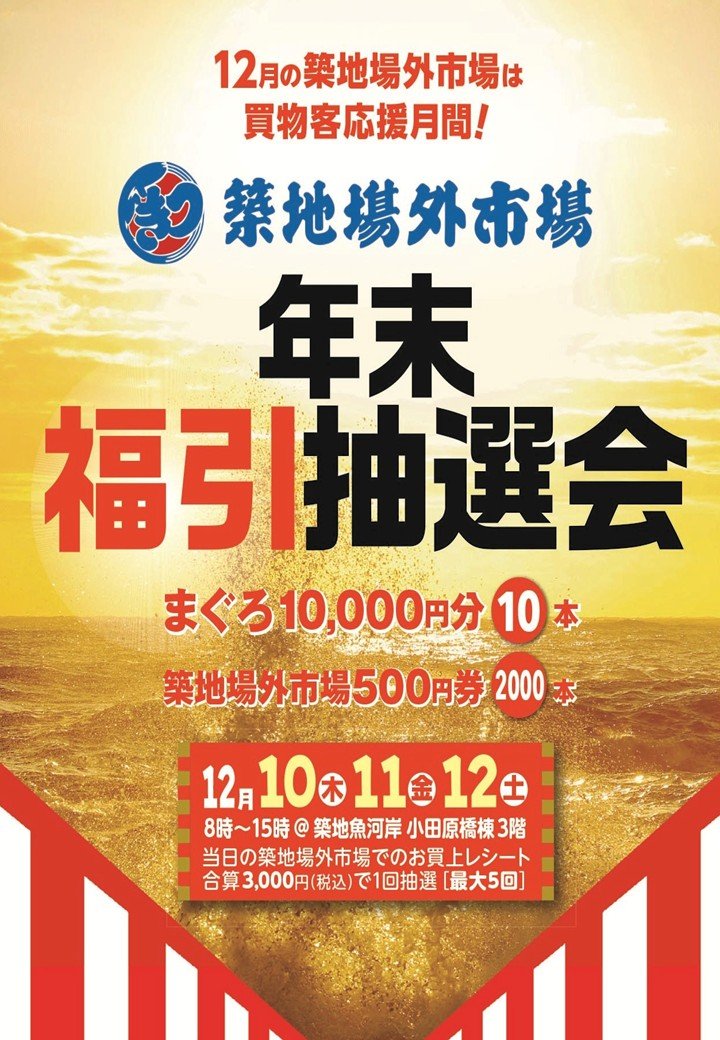 12月の築地場外市場は
買物客応援月間!
築地場外市場
年末
福引抽選会
まぐろ10,000円分 10 本
築地場外市場500円券 2000 本
12月10木11金12土
8時～15時@築地魚河岸 小田原橋棟3階
当日の築地場外市場でのお買上レシート
合算3,000円(税込)で1回抽選［最大5回］